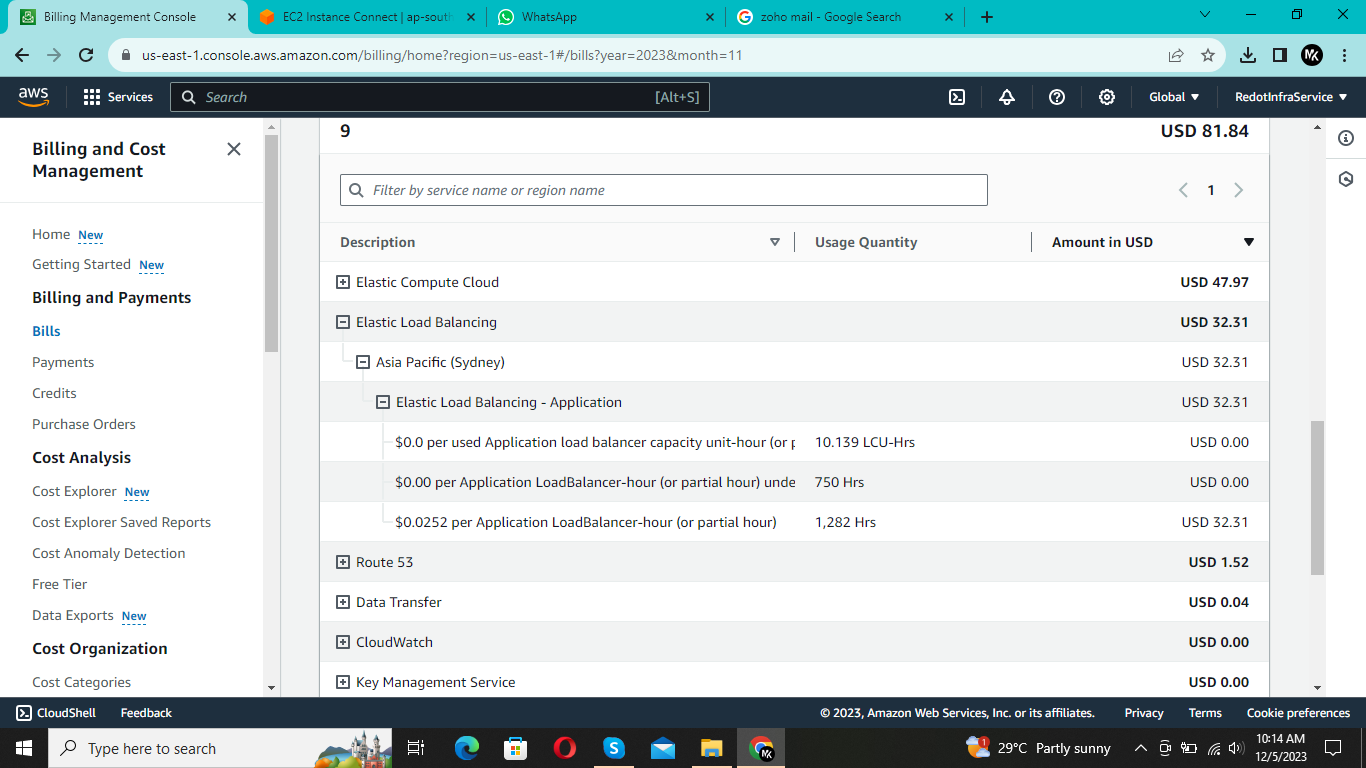 Billing Management Console
EC2 Instance Connect | ap-south
WhatsApp
zoho mail - Google Search
us-east-1.console.aws.amazon.com/billing/home?region=us-east-1#/bills?year=2023&month=11
MK
aws
Services
Search
[Alt+S]
Global
RedotInfraService
Billing and Cost
Management
Home New
Getting Started New
Billing and Payments
Bills
Payments
Credits
Purchase Orders
Cost Analysis
Cost Explorer New
Cost Explorer Saved Reports
Cost Anomaly Detection
Free Tier
Data Exports New
Cost Organization
Cost Categories
9 USD 81.84
Filter by service name or region name
1
Description Usage Quantity Amount in USD
Elastic Compute Cloud USD 47.97
Elastic Load Balancing USD 32.31
Asia Pacific (Sydney) USD 32.31
Elastic Load Balancing - Application USD 32.31
$0.0 per used Application load balancer capacity unit-hour (or p 10.139 LCU-Hrs USD 0.00
$0.00 per Application LoadBalancer-hour (or partial hour) unde 750 Hrs USD 0.00
$0.0252 per Application LoadBalancer-hour (or partial hour) 1,282 Hrs USD 32.31
Route 53 USD 1.52
Data Transfer USD 0.04
CloudWatch USD 0.00
Key Management Service USD 0.00
CloudShell Feedback © 2023, Amazon Web Services, Inc. or its affiliates. Privacy Terms Cookie preferences
Type here to search
MK
1
29°C Partly sunny
10:14 AM
12/5/2023